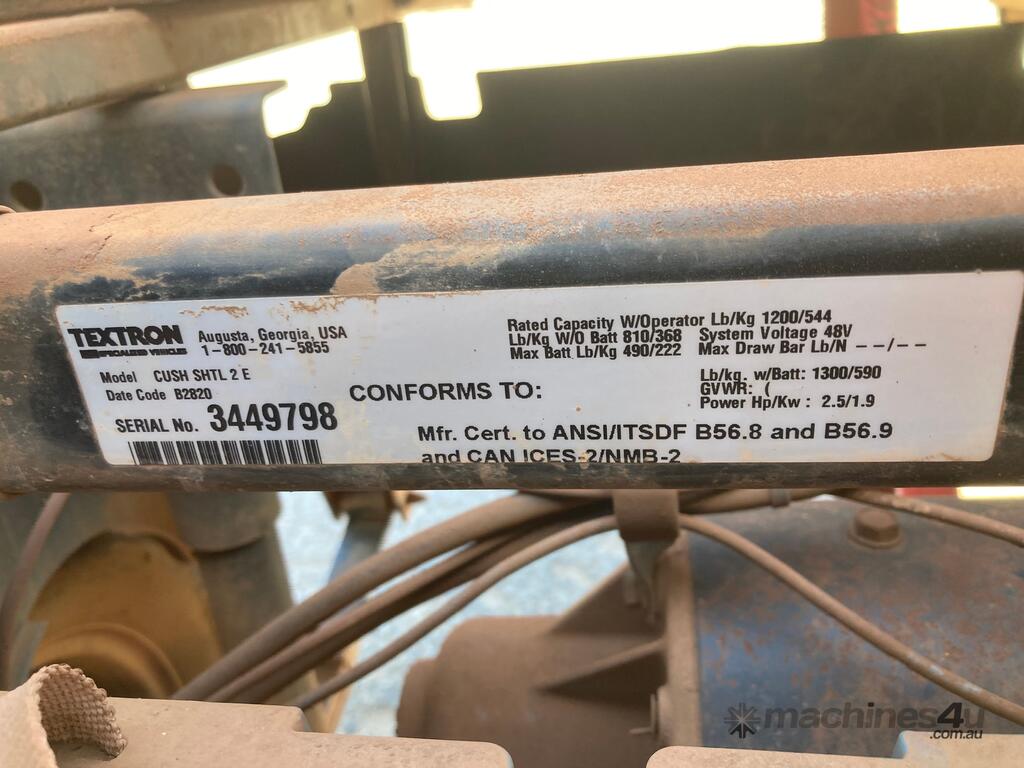 TEXTRON
SPECIALIZED VEHICLES
Augusta, Georgia, USA
1-800-241-5855
Model CUSH SHTL 2 E
Date Code B2820
SERIAL No. 3449798
CONFORMS TO:
Rated Capacity W/Operator Lb/Kg 1200/544
Lb/Kg W/O Batt 810/368 System Voltage 48V
Max Batt Lb/Kg 490/222 Max Draw Bar Lb/N --/--
Lb/kg. w/Batt: 1300/590
GVWR: (
Power Hp/Kw : 2.5/1.9
Mfr. Cert. to ANSI/ITSDF B56.8 and B56.9
and CAN ICES-2/NMB-2
machines4u
.com.au